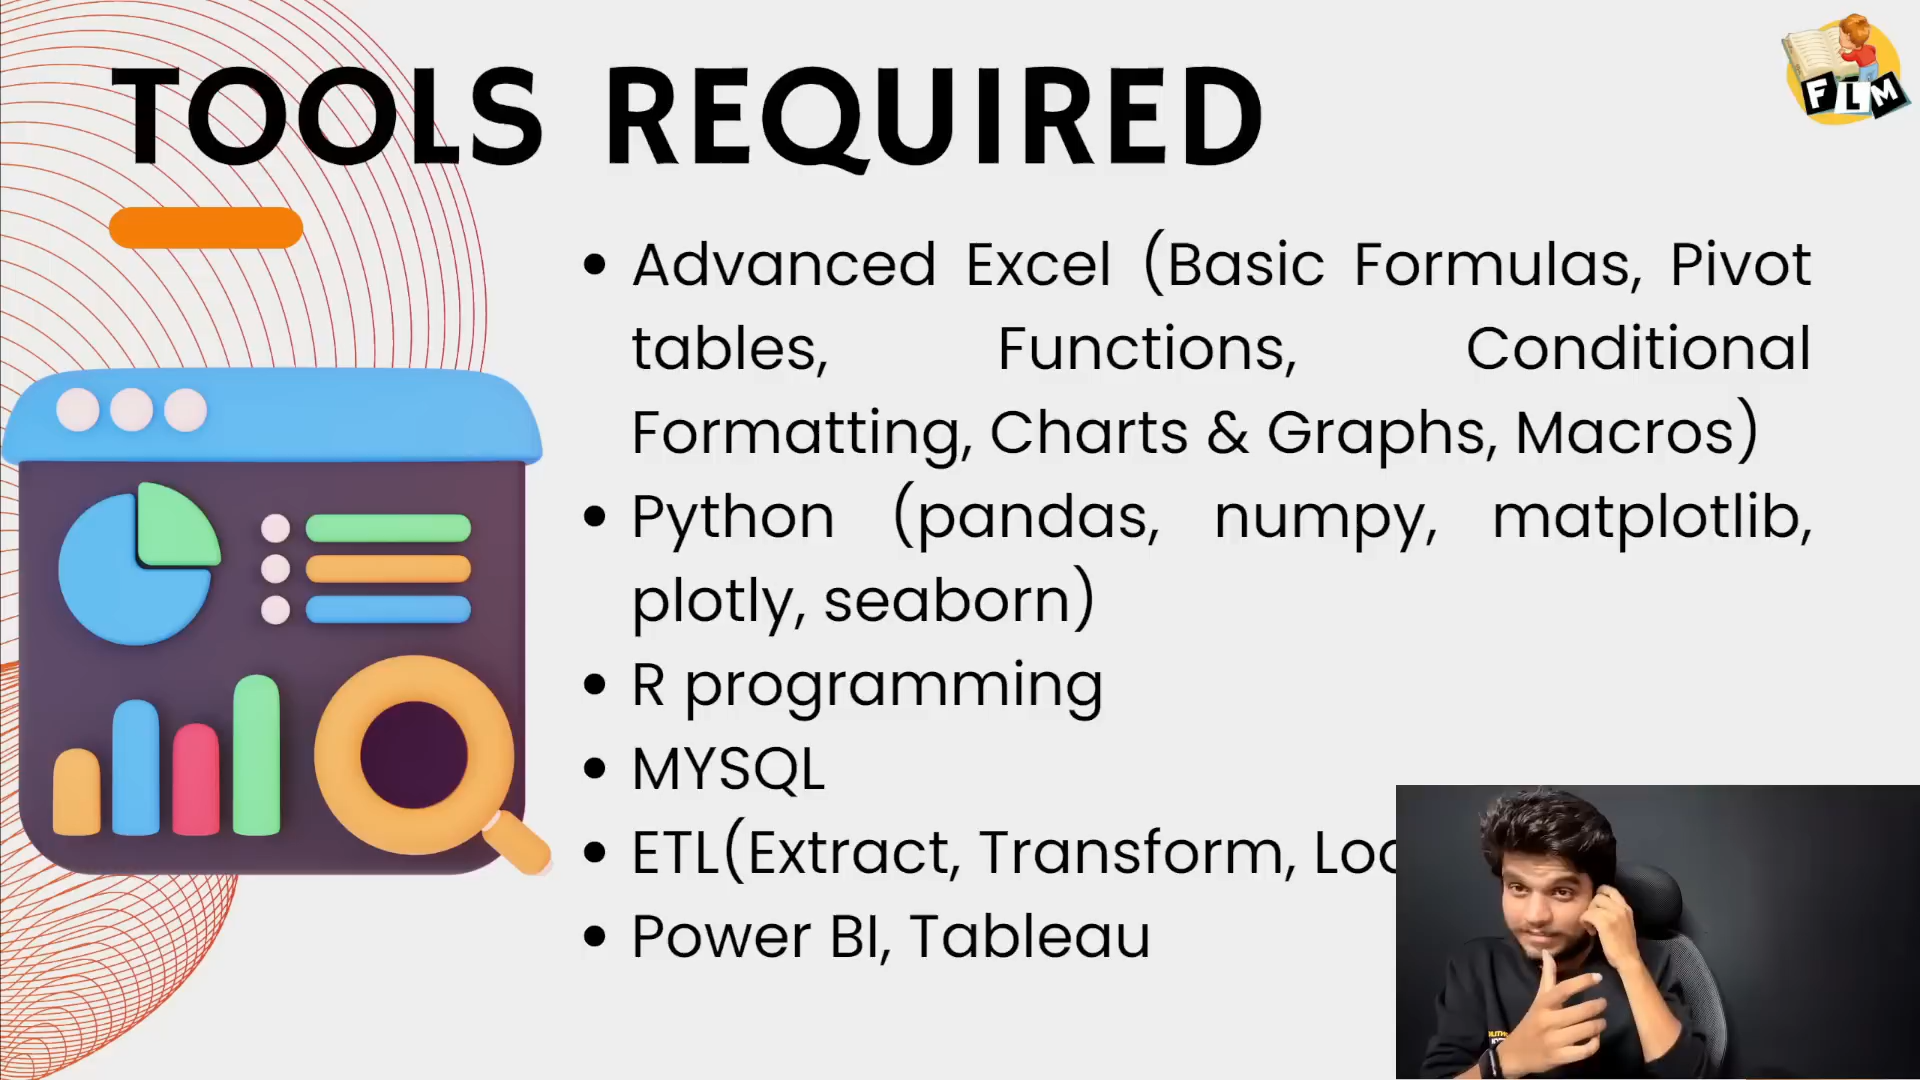 TOOLS REQUIRED
FLM
• Advanced Excel (Basic Formulas, Pivot
tables, Functions, Conditional
Formatting, Charts & Graphs, Macros)
• Python (pandas, numpy, matplotlib,
plotly, seaborn)
• R programming
• MYSQL
• ETL(Extract, Transform,
• Power BI, Tableau